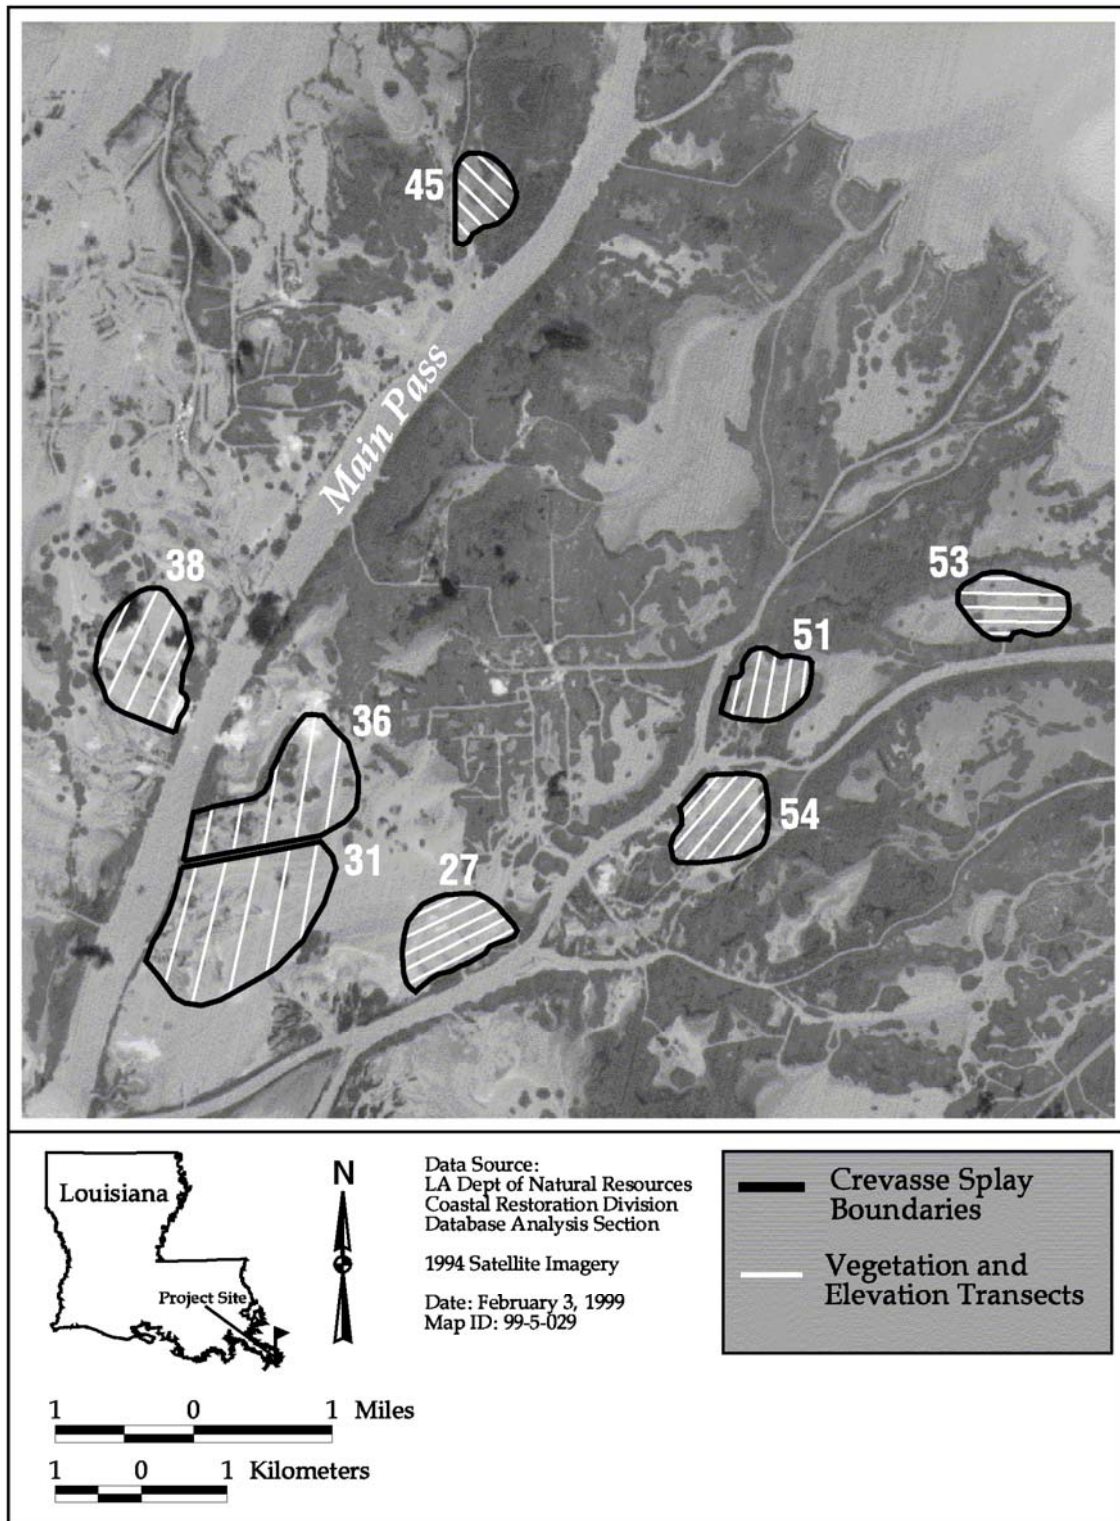 45
Main Pass
38
53
51
36
54
31
27
Louisiana
Project Site
N
Data Source:
LA Dept of Natural Resources
Coastal Restoration Division
Database Analysis Section
1994 Satellite Imagery
Date: February 3, 1999
Map ID: 99-5-029
Crevasse Splay
Boundaries
Vegetation and
Elevation Transects
1 0 1 Miles
1 0 1 Kilometers